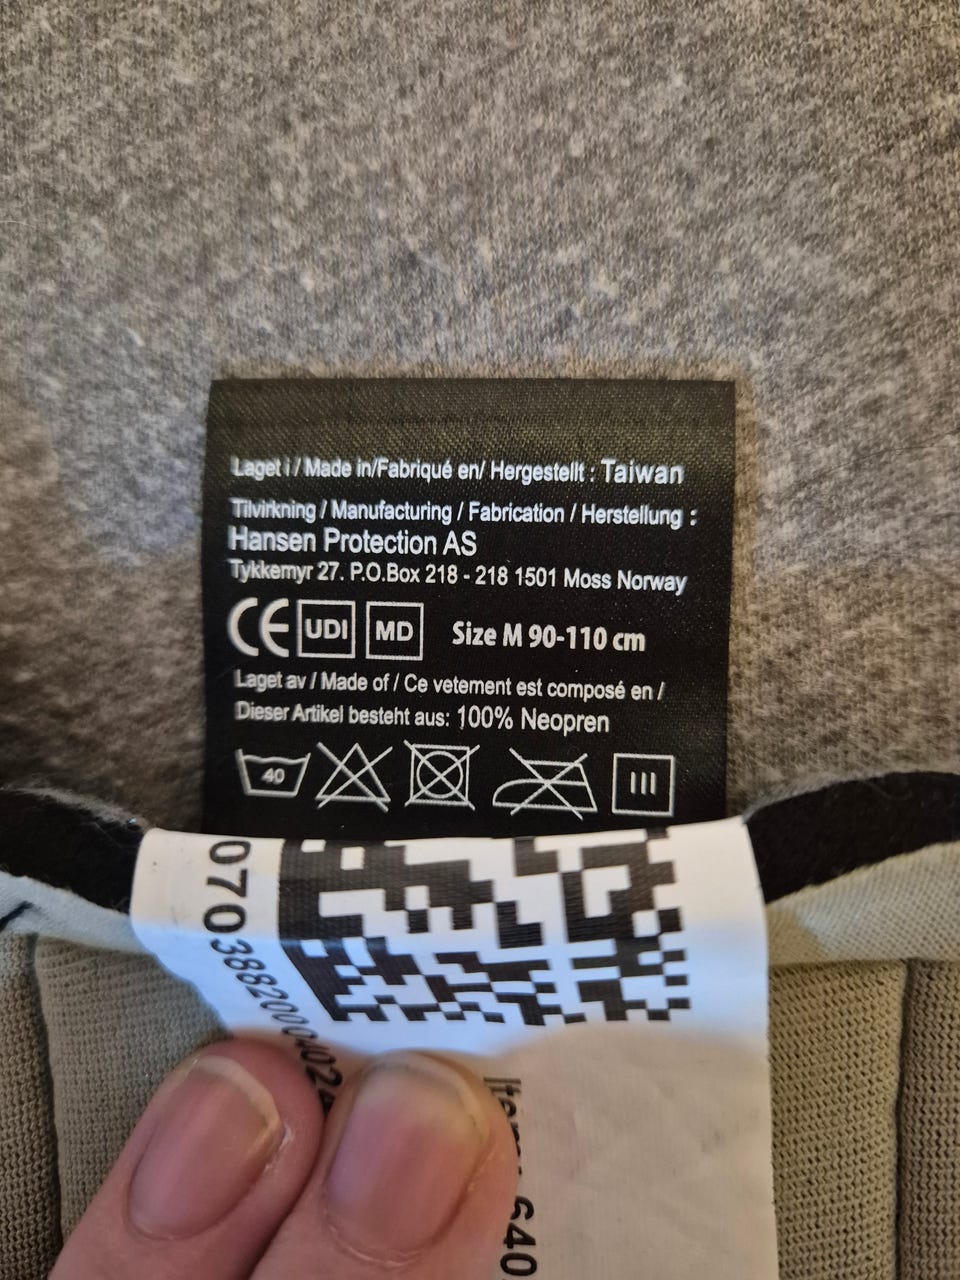 Laget i / Made in/Fabriqué en/ Hergestellt : Taiwan
Tilvirkning / Manufacturing / Fabrication / Herstellung :
Hansen Protection AS
Tykkemyr 27. P.O.Box 218 - 218 1501 Moss Norway
CE UDI MD Size M 90-110 cm
Laget av / Made of / Ce vetement est composé en /
Dieser Artikel besteht aus: 100% Neopren
40